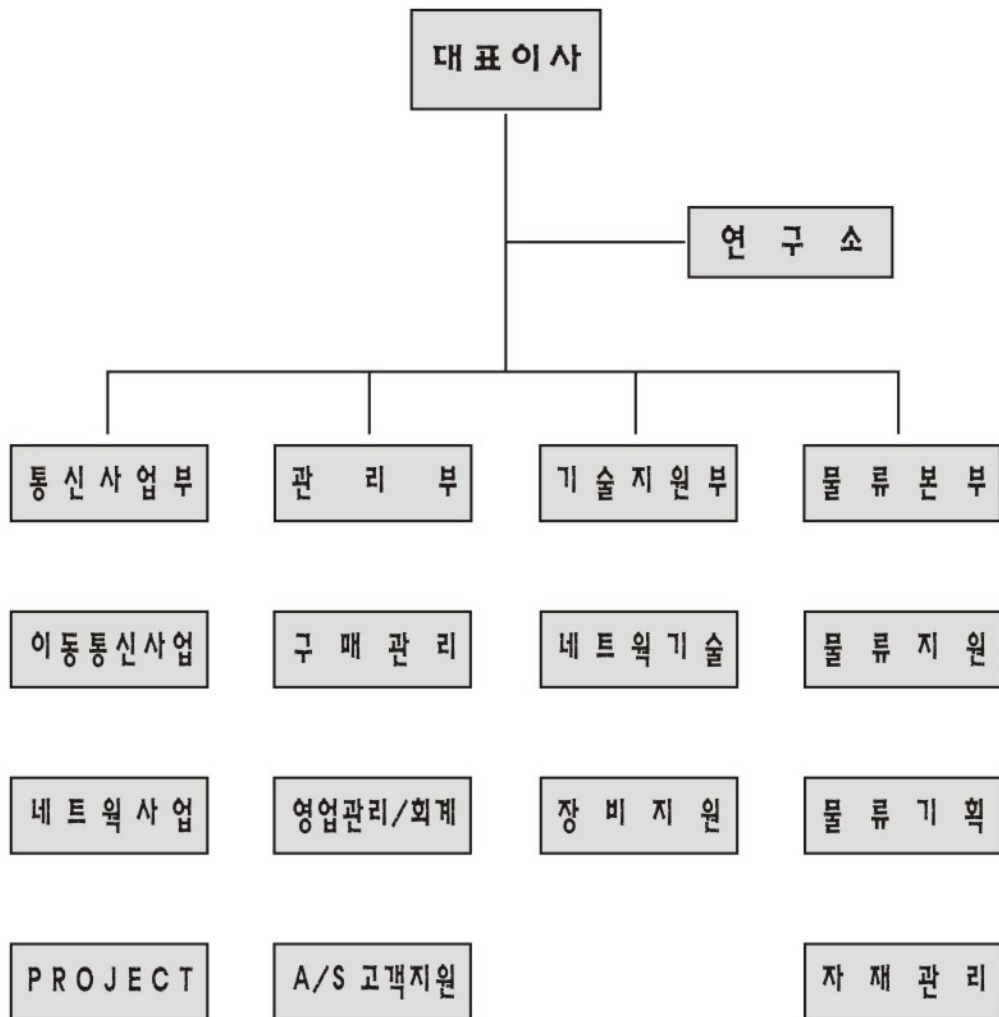 대표이사
연구소
통신사업부
관리부
기술지원부
물류본부
이동통신사업
구매관리
네트웍기술
물류지원
네트웍사업
영업관리/회계
장비지원
물류기획
PROJECT
A/S 고객지원
자재관리